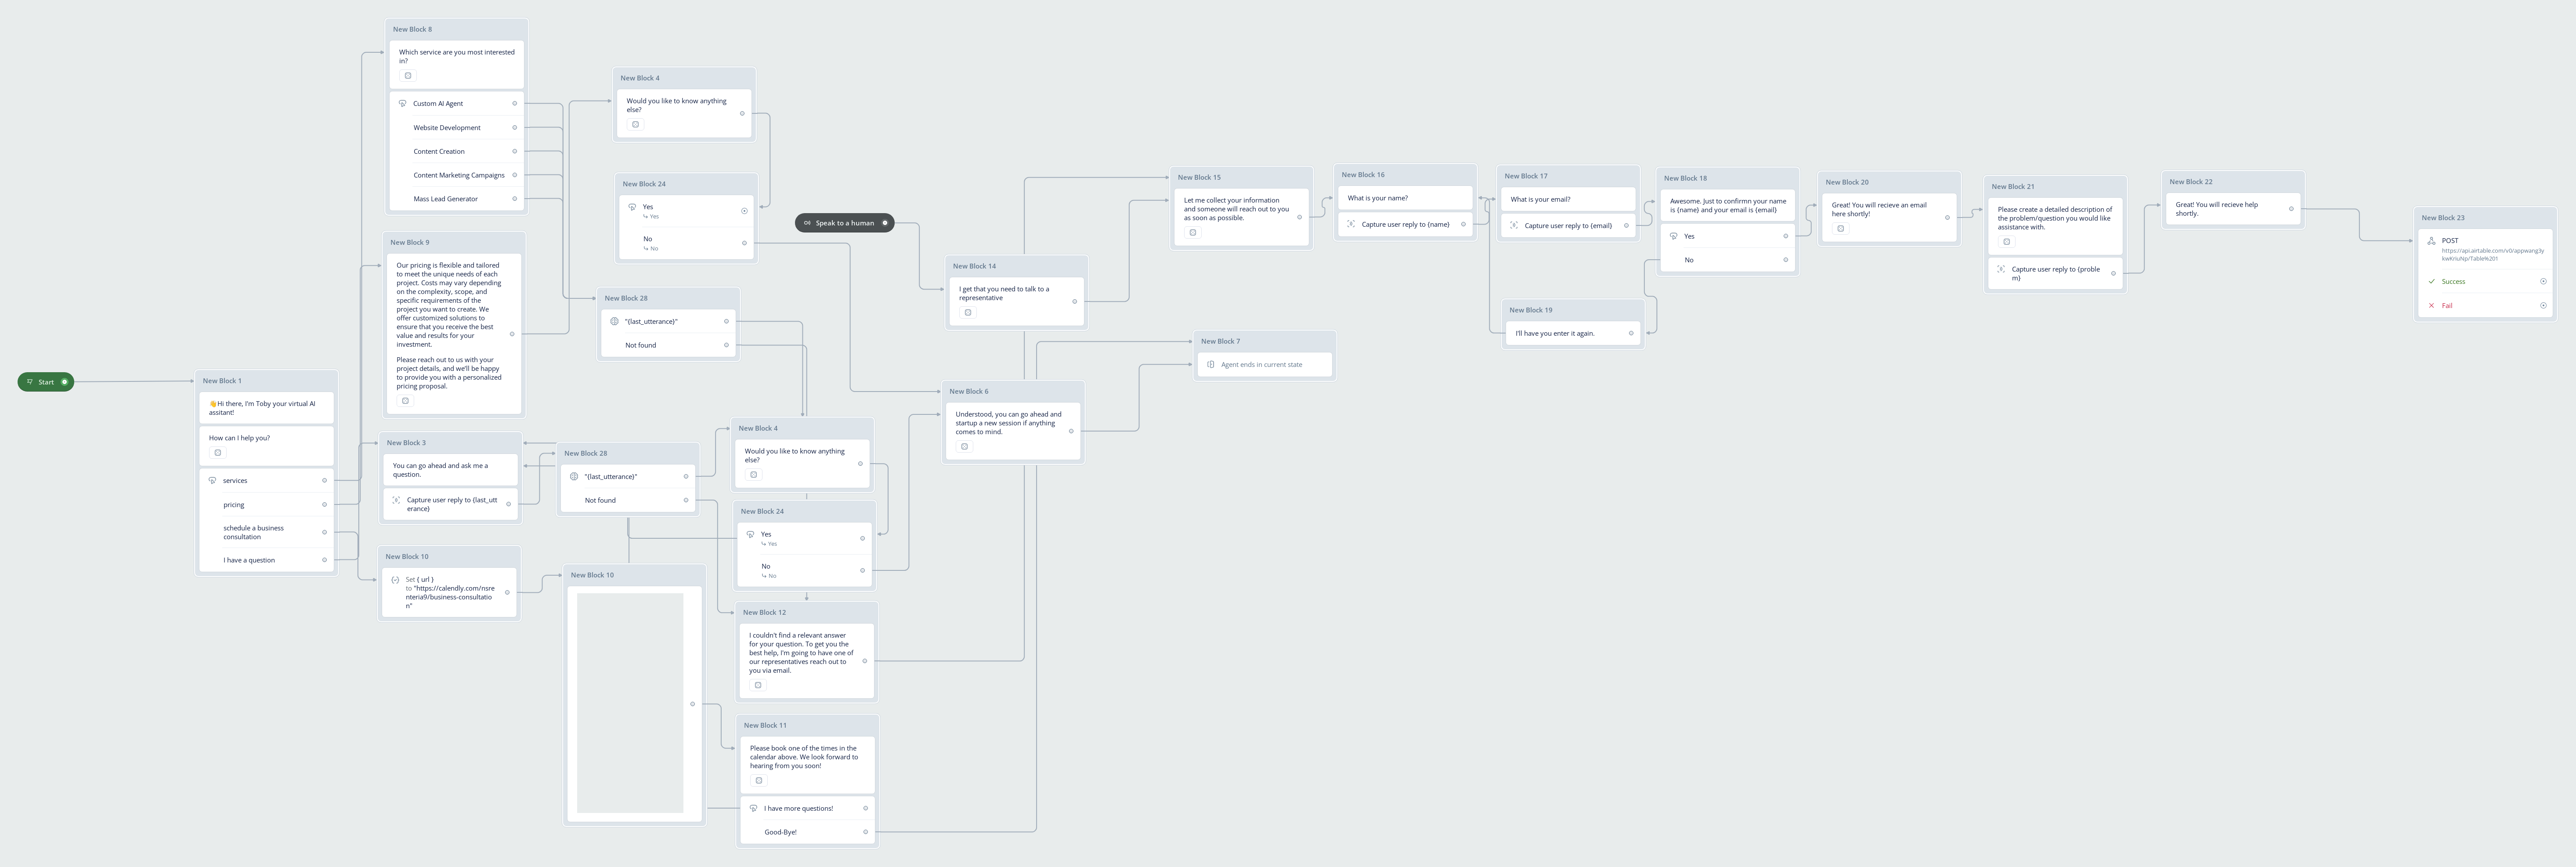 New Block 8
Which service are you most interested
in?
Custom AI Agent
Website Development
Content Creation
Content Marketing Campaigns
Mass Lead Generator
New Block 4
Would you like to know anything
else?
New Block 24
Yes
Yes
No
No
Speak to a human
New Block 9
Our pricing is flexible and tailored
to meet the unique needs of each
project. Costs may vary depending
on the complexity, scope, and
specific requirements of the
project you want to create. We
offer customized solutions to
ensure that you receive the best
value and results for your
investment.
Please reach out to us with your
project details, and we'll be happy
to provide you with a personalized
pricing proposal.
New Block 28
"{last_utterance}"
Not found
Start
New Block 1
👋Hi there, I'm Toby your virtual AI
assitant!
How can I help you?
services
pricing
schedule a business
consultation
I have a question
New Block 3
You can go ahead and ask me a
question.
Capture user reply to {last_utt
erance}
New Block 10
Set { url }
to "https://calendly.com/nsre
nteria9/business-consultatio
n"
New Block 28
"{last_utterance}"
Not found
New Block 10
New Block 4
Would you like to know anything
else?
New Block 24
Yes
Yes
No
No
New Block 12
I couldn't find a relevant answer
for your question. To get you the
best help, I'm going to have one of
our representatives reach out to
you via email.
New Block 11
Please book one of the times in the
calendar above. We look forward to
hearing from you soon!
I have more questions!
Good-Bye!
New Block 14
I get that you need to talk to a
representative
New Block 6
Understood, you can go ahead and
startup a new session if anything
comes to mind.
New Block 7
Agent ends in current state
New Block 15
Let me collect your information
and someone will reach out to you
as soon as possible.
New Block 16
What is your name?
Capture user reply to {name}
New Block 17
What is your email?
Capture user reply to {email}
New Block 18
Awesome. Just to confirmn your name
is {name} and your email is {email}
Yes
No
New Block 19
I'll have you enter it again.
New Block 20
Great! You will recieve an email
here shortly!
New Block 21
Please create a detailed description of
the problem/question you would like
assistance with.
Capture user reply to {proble
m}
New Block 22
Great! You will recieve help
shortly.
New Block 23
POST
https://api.airtable.com/v0/appwang3y
kwKriuNp/Table%201
Success
Fail